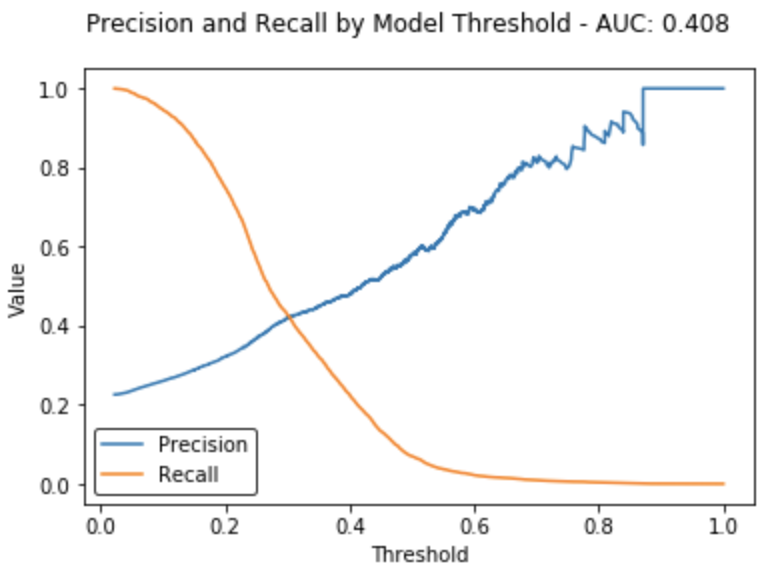 Precision and Recall by Model Threshold - AUC: 0.408
1.0
0.8
0.6
0.4
0.2
0.0
Value
Precision
Recall
0.0 0.2 0.4 0.6 0.8 1.0
Threshold